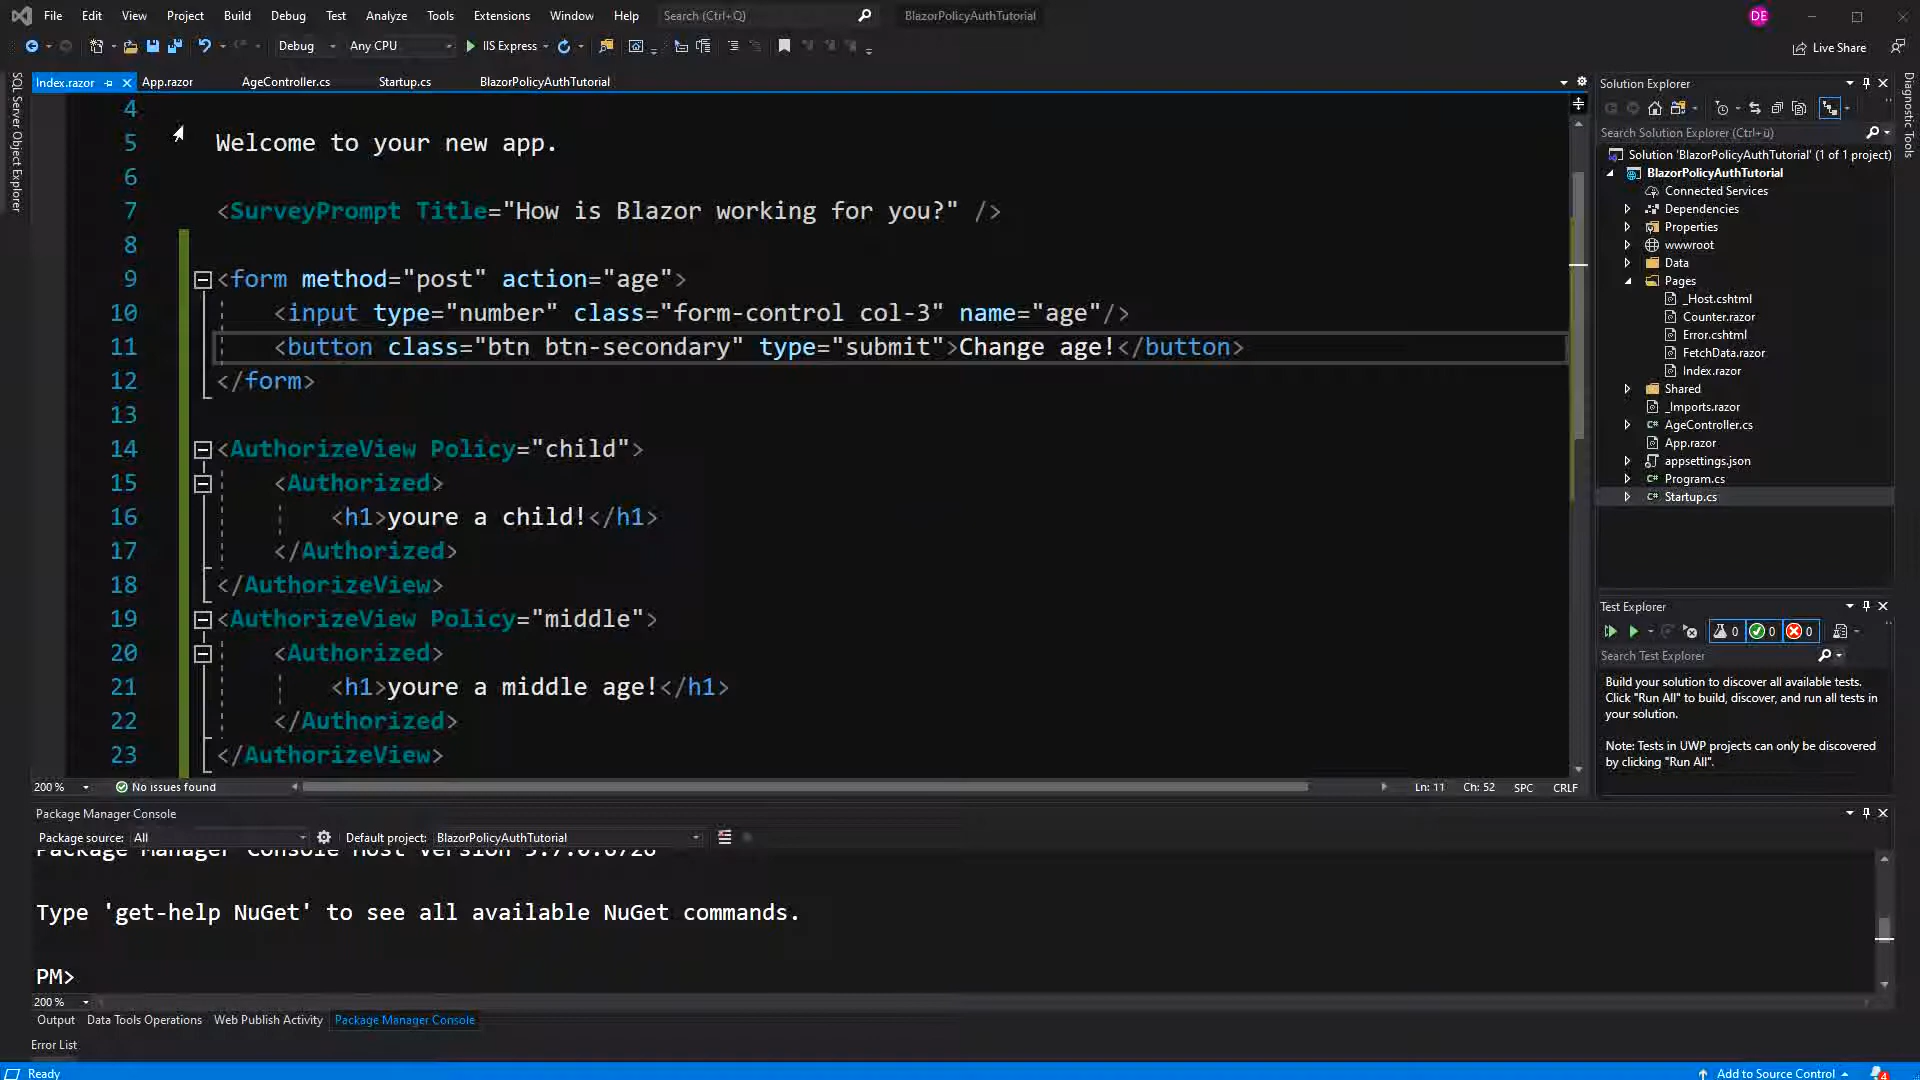 File Edit View Project Build Debug Test Analyze Tools Extensions Window Help Search (Ctrl+Q) BlazorPolicyAuthTutorial DE
Debug Any CPU IIS Express Live Share
SQL Server Object Explorer
Index.razor App.razor AgeController.cs Startup.cs BlazorPolicyAuthTutorial
4
5 Welcome to your new app.
6
7 <SurveyPrompt Title="How is Blazor working for you?" />
8
9 <form method="post" action="age">
10 <input type="number" class="form-control col-3" name="age"/>
11 <button class="btn btn-secondary" type="submit">Change age!</button>
12 </form>
13
14 <AuthorizeView Policy="child">
15 <Authorized>
16 <h1>youre a child!</h1>
17 </Authorized>
18 </AuthorizeView>
19 <AuthorizeView Policy="middle">
20 <Authorized>
21 <h1>youre a middle age!</h1>
22 </Authorized>
23 </AuthorizeView>
200 % No issues found Ln: 11 Ch: 52 SPC CRLF
Solution Explorer
Search Solution Explorer (Ctrl+ü)
Solution 'BlazorPolicyAuthTutorial' (1 of 1 project)
BlazorPolicyAuthTutorial
Connected Services
Dependencies
Properties
wwwroot
Data
Pages
_Host.cshtml
Counter.razor
Error.cshtml
FetchData.razor
Index.razor
Shared
_Imports.razor
AgeController.cs
App.razor
appsettings.json
Program.cs
Startup.cs
Diagnostic Tools
Test Explorer
0 0 0
Search Test Explorer
Build your solution to discover all available tests.
Click "Run All" to build, discover, and run all tests in
your solution.
Note: Tests in UWP projects can only be discovered
by clicking "Run All".
Package Manager Console
Package source: All Default project: BlazorPolicyAuthTutorial
Package Manager Console Host Version 5.7.0.6726
Type 'get-help NuGet' to see all available NuGet commands.
PM>
200 %
Output Data Tools Operations Web Publish Activity Package Manager Console
Error List
Ready Add to Source Control 4